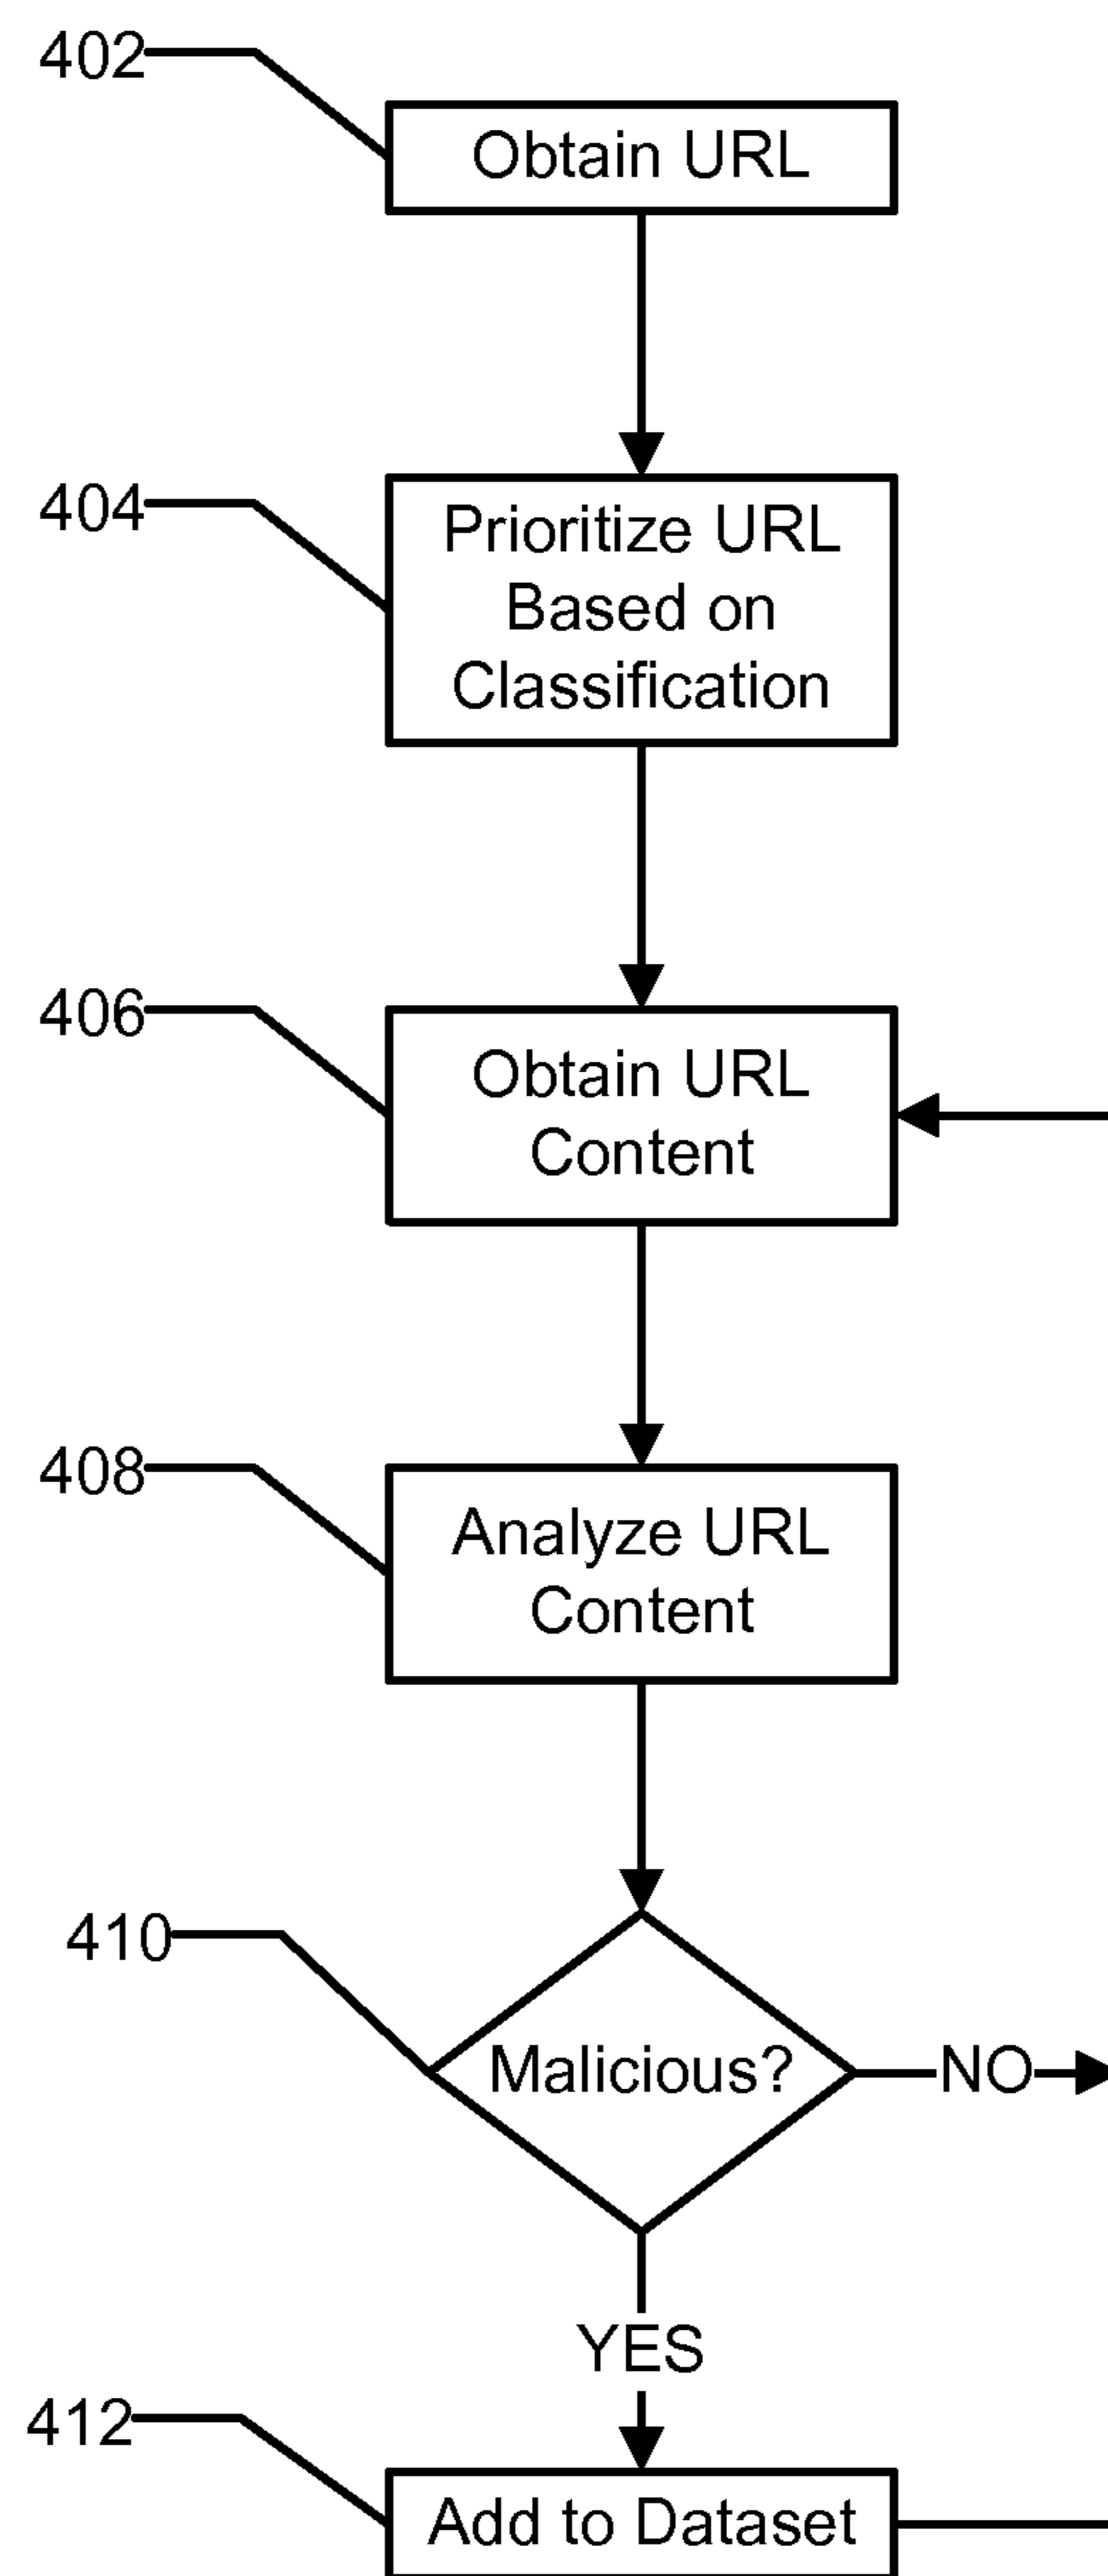 402
Obtain URL
404
Prioritize URL
Based on
Classification
406
Obtain URL
Content
408
Analyze URL
Content
410
Malicious?
NO
YES
412
Add to Dataset